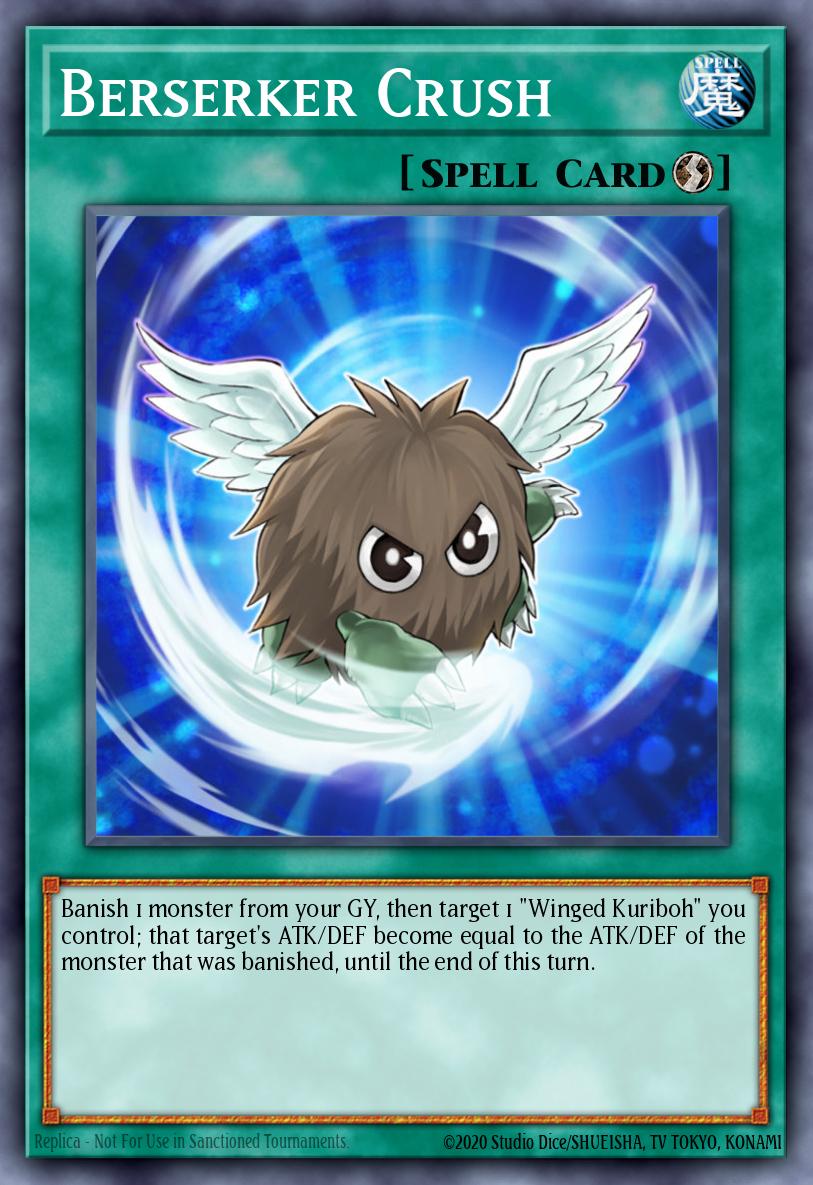 BERSERKER CRUSH
SPELL
魔
[SPELL CARD]
Banish 1 monster from your GY, then target 1 "Winged Kuriboh" you
control; that target's ATK/DEF become equal to the ATK/DEF of the
monster that was banished, until the end of this turn.
Replica - Not For Use in Sanctioned Tournaments.
©2020 Studio Dice/SHUEISHA, TV TOKYO, KONAMI